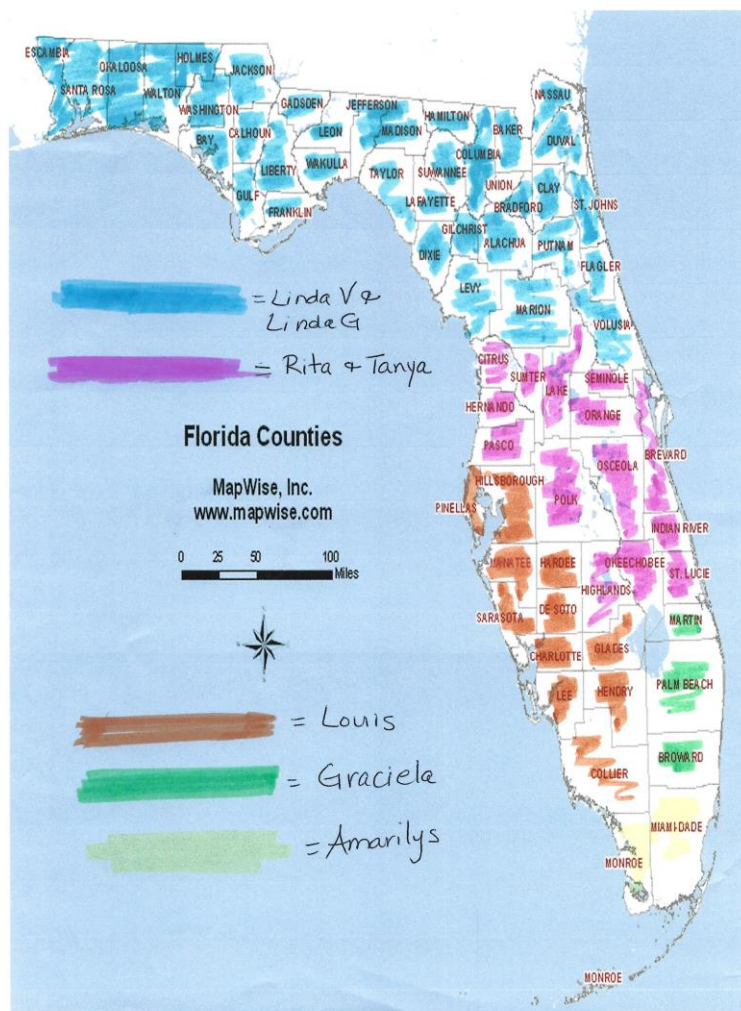 ESCAMBIA
SANTA ROSA
OKALOOSA
WALTON
HOLMES
WASHINGTON
JACKSON
BAY
CALHOUN
GULF
GADSDEN
LIBERTY
FRANKLIN
LEON
WAKULLA
JEFFERSON
MADISON
TAYLOR
HAMILTON
SUWANNEE
LAFAYETTE
COLUMBIA
BAKER
NASSAU
DUVAL
UNION
BRADFORD
CLAY
ST. JOHNS
GILCHRIST
DIXIE
ALACHUA
PUTNAM
FLAGLER
LEVY
MARION
VOLUSIA
= Linda V &
Linda G
= Rita & Tanya
CITRUS
SUMTER
LAKE
SEMINOLE
HERNANDO
ORANGE
PASCO
BREVARD
OSCEOLA
Florida Counties
MapWise, Inc.
www.mapwise.com
0 25 50 100
Miles
HILLSBOROUGH
PINELLAS
POLK
INDIAN RIVER
MANATEE
HARDEE
OKEECHOBEE
ST. LUCIE
HIGHLANDS
SARASOTA
DE SOTO
MARTIN
CHARLOTTE
GLADES
LEE
HENDRY
PALM BEACH
BROWARD
COLLIER
= Louis
= Graciela
= Amarilys
MIAMI-DADE
MONROE
MONROE